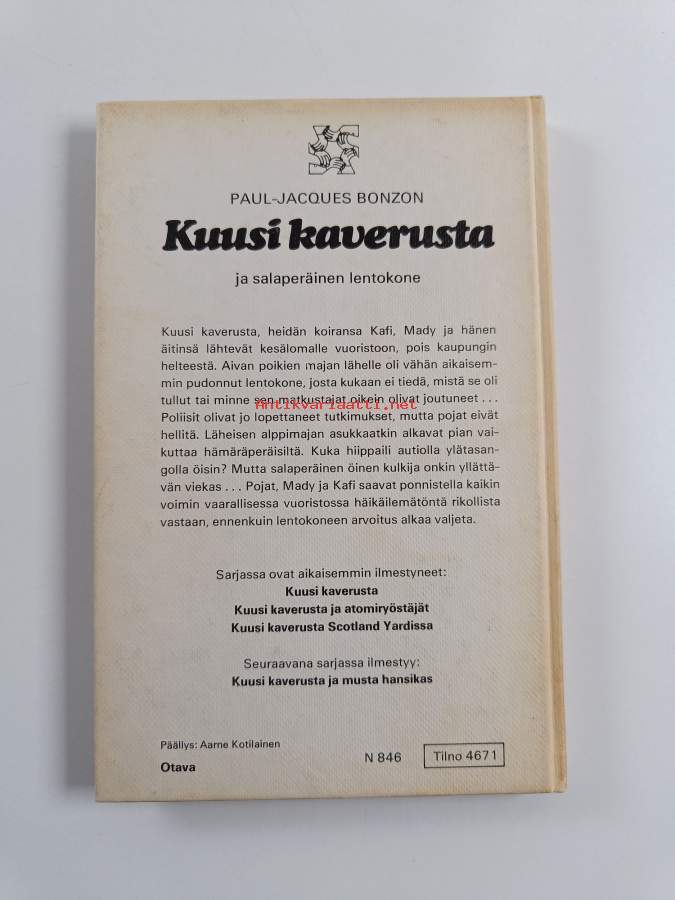 PAUL-JACQUES BONZON
Kuusi kaverusta
ja salaperäinen lentokone
Kuusi kaverusta, heidän koiransa Kafi, Mady ja hänen
äitinsä lähtevät kesälomalle vuoristoon, pois kaupungin
helteestä. Aivan poikien majan lähelle oli vähän aikaisem-
min pudonnut lentokone, josta kukaan ei tiedä, mistä se oli
tullut tai minne sen matkustajat oikein olivat joutuneet . . .
Antikvariaatti.net
Poliisit olivat jo lopettaneet tutkimukset, mutta pojat eivät
hellitä. Läheisen alppimajan asukkaatkin alkavat pian vai-
kuttaa hämäräperäisiltä. Kuka hiippaili autiolla ylätasan-
golla öisin? Mutta salaperäinen öinen kulkija onkin yllättä-
vän viekas . . . Pojat, Mady ja Kafi saavat ponnistella kaikin
voimin vaarallisessa vuoristossa häikäilemätöntä rikollista
vastaan, ennenkuin lentokoneen arvoitus alkaa valjeta.
Sarjassa ovat aikaisemmin ilmestyneet:
Kuusi kaverusta
Kuusi kaverusta ja atomiryöstäjät
Kuusi kaverusta Scotland Yardissa
Seuraavana sarjassa ilmestyy:
Kuusi kaverusta ja musta hansikas
Päällys: Aarne Kotilainen
Otava
N 846
Tilno 4671